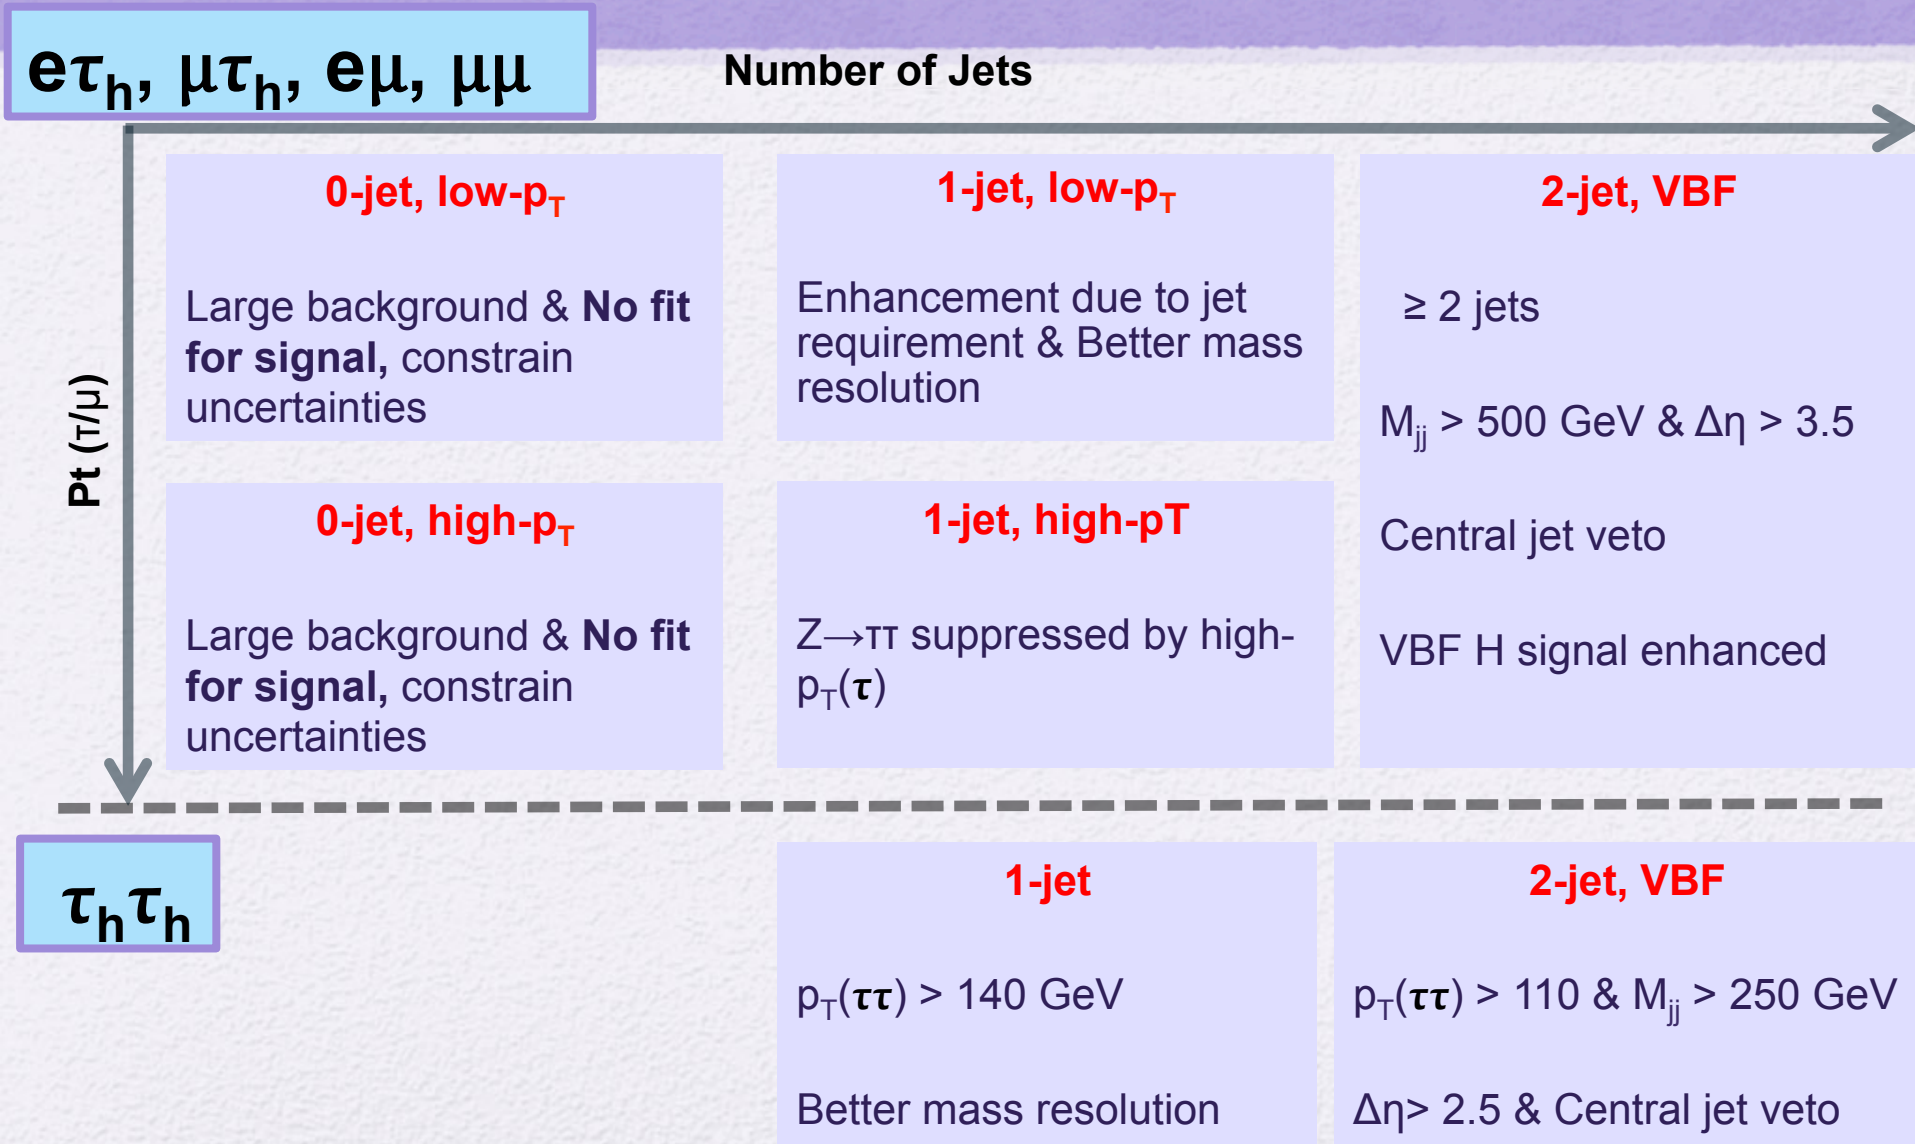 eτh, μτh, eμ, μμ
Number of Jets
Pt (τ/μ)
0-jet, low-pT
Large background & No fit
for signal, constrain
uncertainties
1-jet, low-pT
Enhancement due to jet
requirement & Better mass
resolution
2-jet, VBF
≥ 2 jets
Mjj > 500 GeV & Δη > 3.5
Central jet veto
VBF H signal enhanced
0-jet, high-pT
Large background & No fit
for signal, constrain
uncertainties
1-jet, high-pT
Z→ττ suppressed by high-
pT(τ)
τhτh
1-jet
pT(ττ) > 140 GeV
Better mass resolution
2-jet, VBF
pT(ττ) > 110 & Mjj > 250 GeV
Δη> 2.5 & Central jet veto